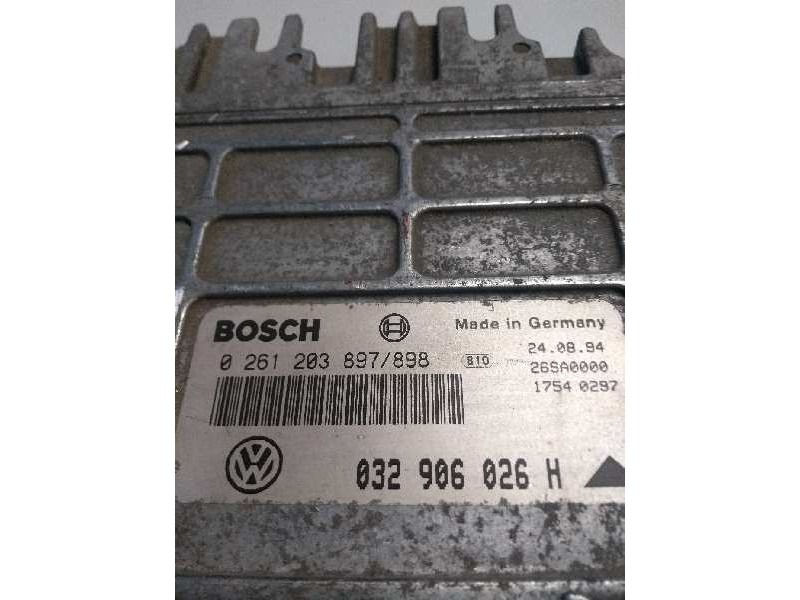 BOSCH
Made in Germany
0 261 203 897/898
810
24.08.94
26SA0000
1754 0297
032 906 026 H